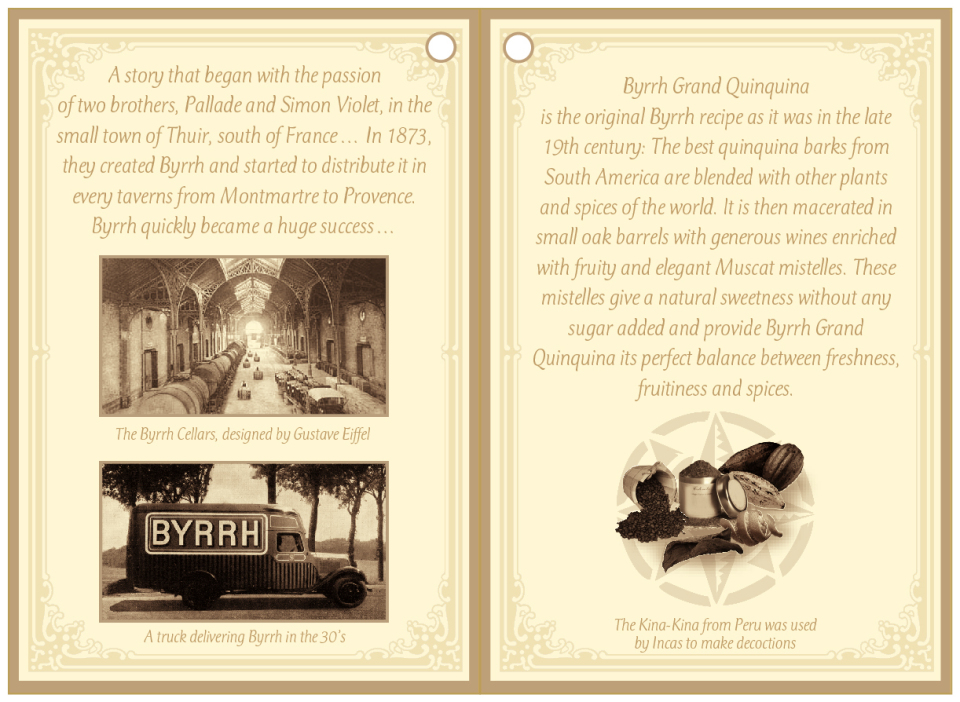 A story that began with the passion
of two brothers, Pallade and Simon Violet, in the
small town of Thuir, south of France ... In 1873,
they created Byrrh and started to distribute it in
every taverns from Montmartre to Provence.
Byrrh quickly became a huge success ...
The Byrrh Cellars, designed by Gustave Eiffel
BYRRH
A truck delivering Byrrh in the 30's
Byrrh Grand Quinquina
is the original Byrrh recipe as it was in the late
19th century: The best quinquina barks from
South America are blended with other plants
and spices of the world. It is then macerated in
small oak barrels with generous wines enriched
with fruity and elegant Muscat mistelles. These
mistelles give a natural sweetness without any
sugar added and provide Byrrh Grand
Quinquina its perfect balance between freshness,
fruitiness and spices.
The Kina-Kina from Peru was used
by Incas to make decoctions